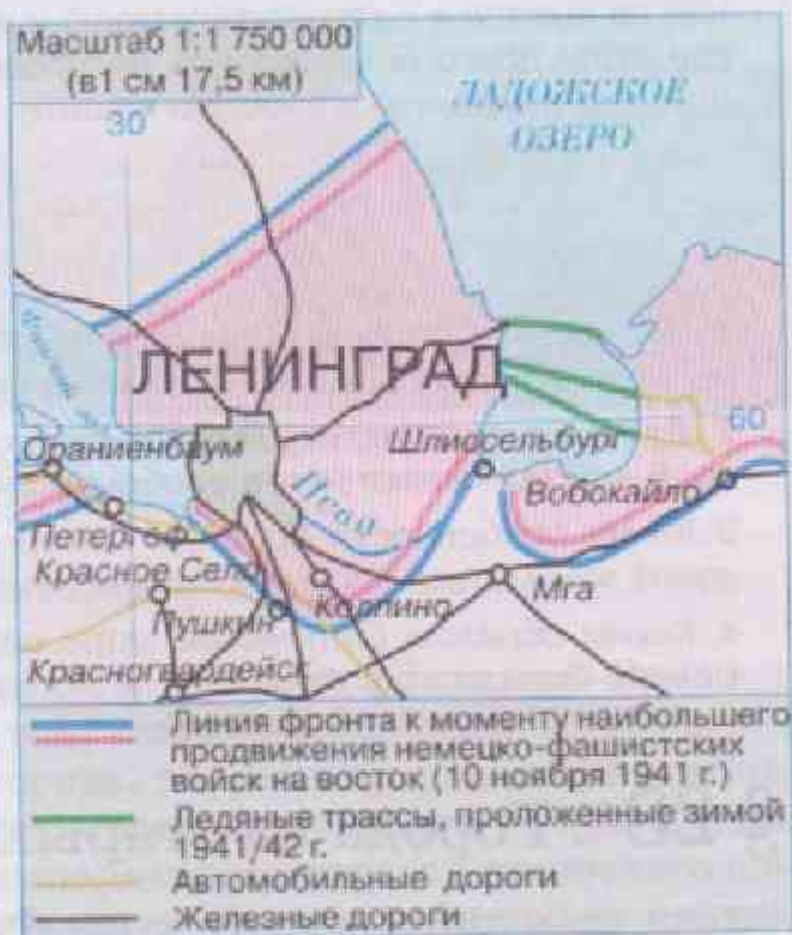 Масштаб 1:1 750 000
(в1 см 17,5 км)
ЛАДОЖСКОЕ
ОЗЕРО
30°
ЛЕНИНГРАД
60°
Ораниенбаум
Шлиссельбург
Нева
Вобокайло
Петергоф
Красное Село
Пушкин
Колпино
Мга
Красногвардейск
Линия фронта к моменту наибольшего
продвижения немецко-фашистских
войск на восток (10 ноября 1941 г.)
Ледяные трассы, проложенные зимой
1941/42 г.
Автомобильные дороги
Железные дороги